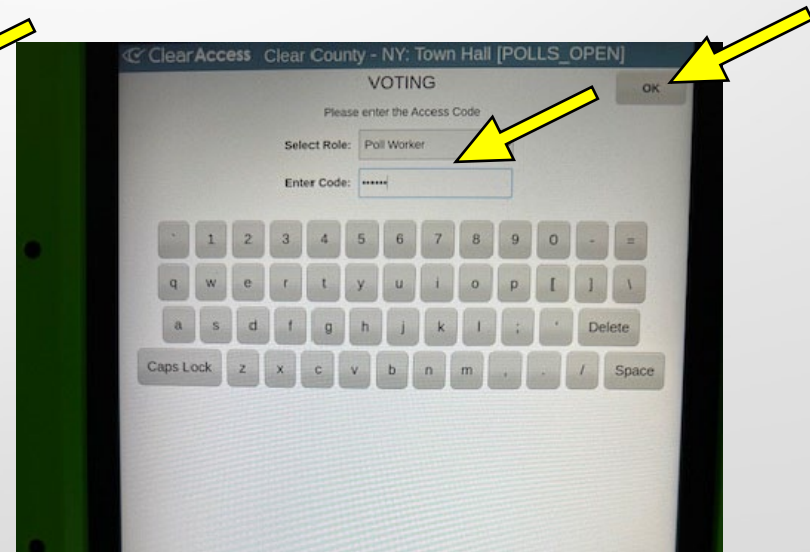 ClearAccess Clear County - NY: Town Hall [POLLS_OPEN]
VOTING
OK
Please enter the Access Code
Select Role: Poll Worker
Enter Code: ••••••
` 1 2 3 4 5 6 7 8 9 0 - =
q w e r t y u i o p [ ] \
a s d f g h j k l ; ' Delete
Caps Lock z x c v b n m , . / Space